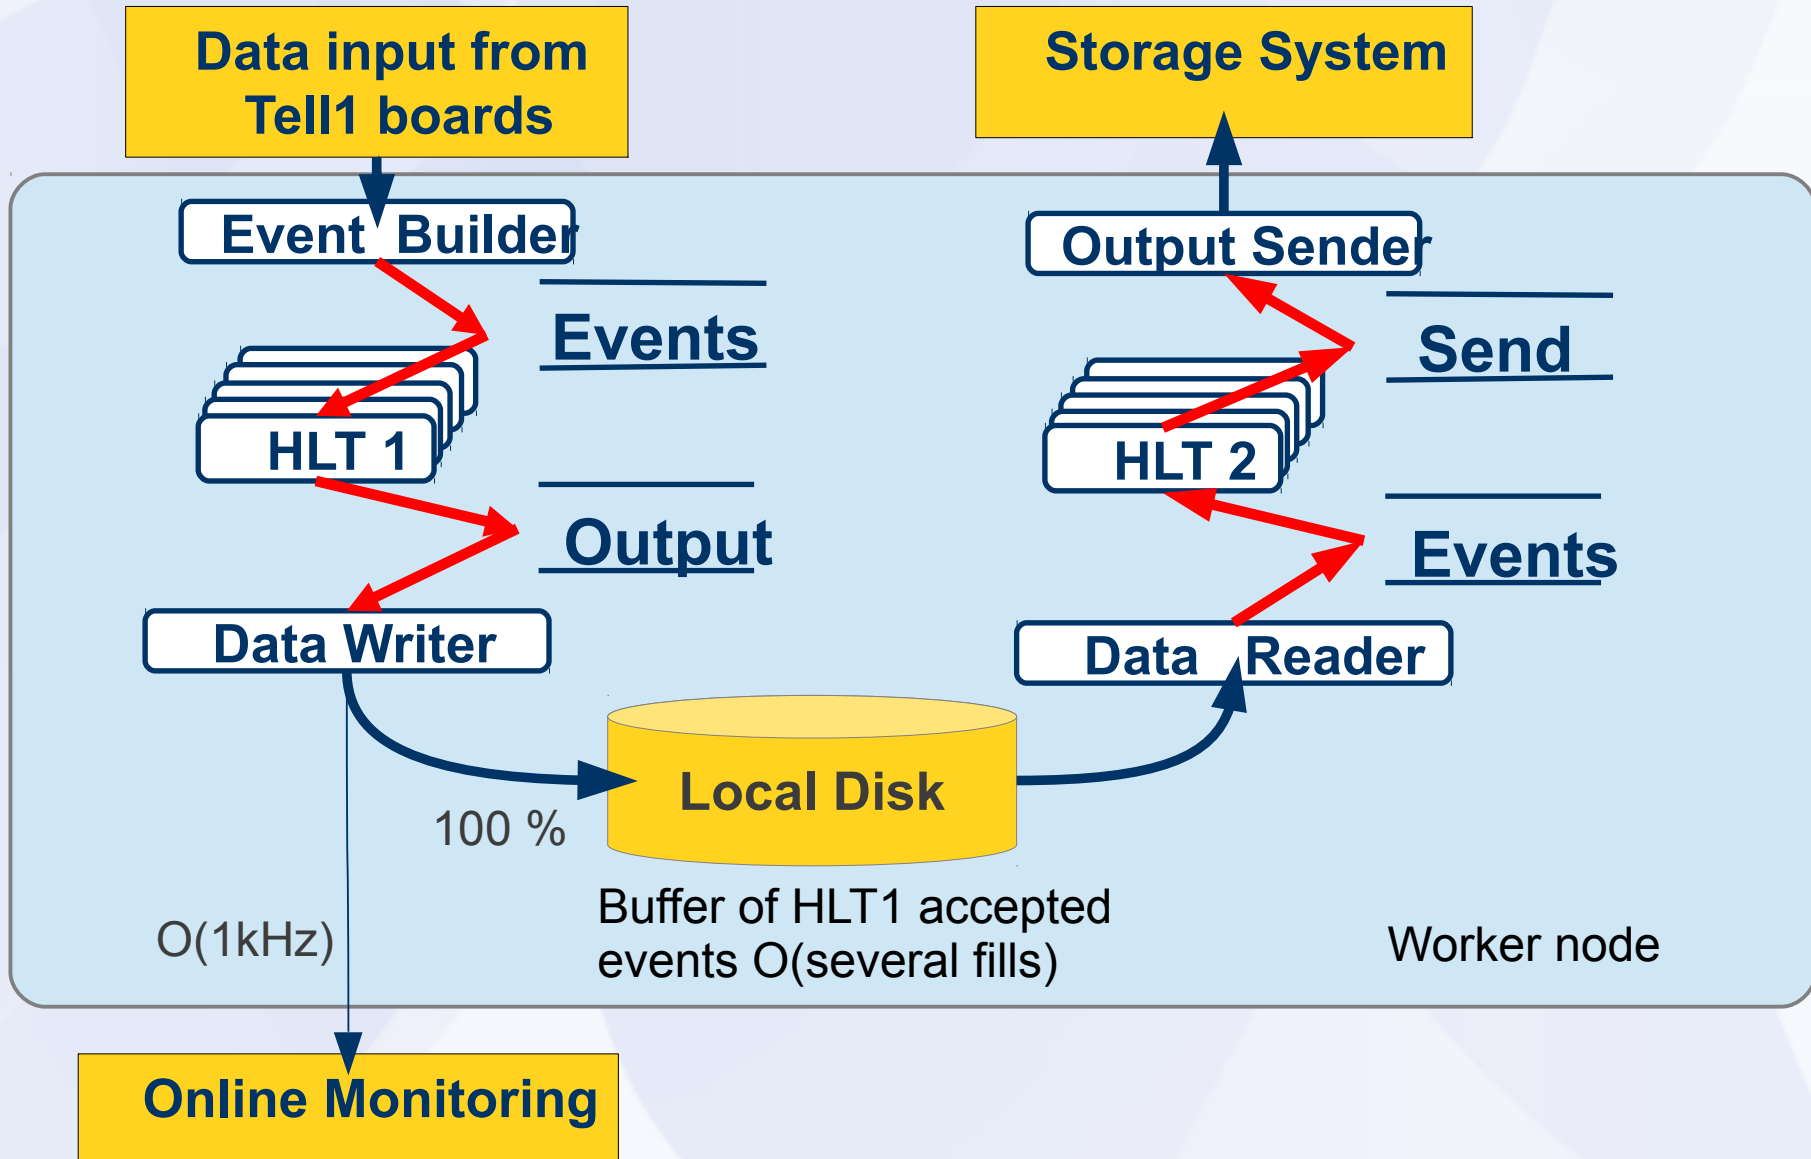 Data input from
Tell1 boards
Storage System
Event Builder
Output Sender
Events
Send
HLT 1
HLT 2
Output
Events
Data Writer
Data Reader
Local Disk
100 %
Buffer of HLT1 accepted
events O(several fills)
O(1kHz)
Worker node
Online Monitoring